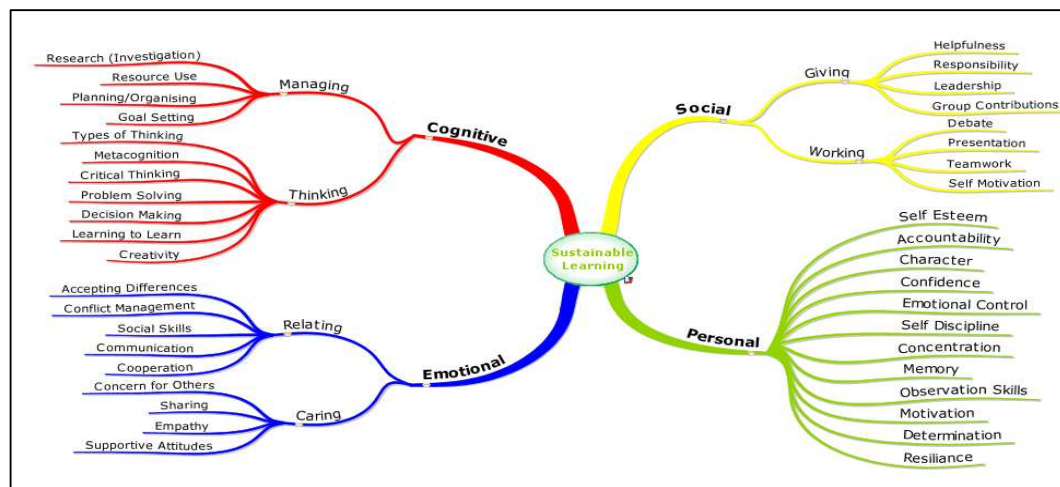 Research (Investigation)
Resource Use
Planning/Organising
Goal Setting
Managing
Types of Thinking
Metacognition
Critical Thinking
Problem Solving
Decision Making
Learning to Learn
Creativity
Thinking
Cognitive
Accepting Differences
Conflict Management
Social Skills
Communication
Cooperation
Relating
Concern for Others
Sharing
Empathy
Supportive Attitudes
Caring
Emotional
Sustainable
Learning
Social
Giving
Helpfulness
Responsibility
Leadership
Group Contributions
Working
Debate
Presentation
Teamwork
Self Motivation
Personal
Self Esteem
Accountability
Character
Confidence
Emotional Control
Self Discipline
Concentration
Memory
Observation Skills
Motivation
Determination
Resiliance